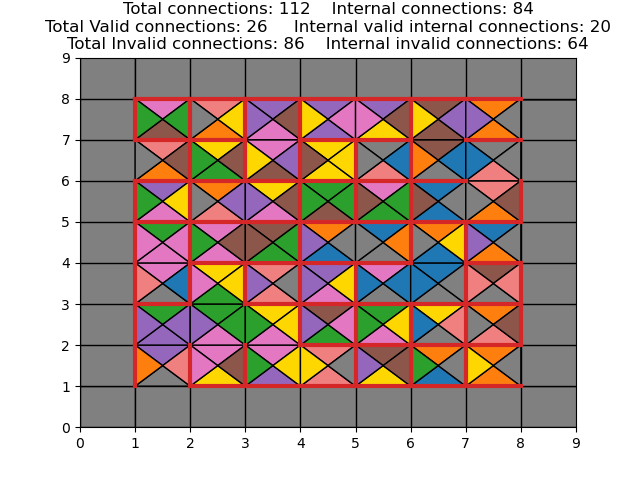 Total connections: 112    Internal connections: 84
Total Valid connections: 26     Internal valid internal connections: 20
Total Invalid connections: 86    Internal invalid connections: 64
9
8
7
6
5
4
3
2
1
0
0 1 2 3 4 5 6 7 8 9